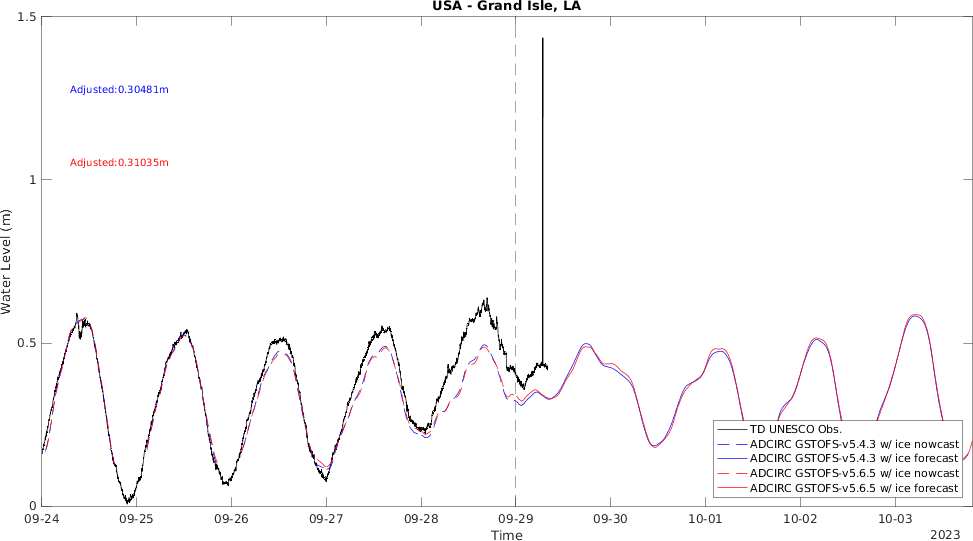 USA - Grand Isle, LA
1.5
Adjusted:0.30481m
Adjusted:0.31035m
1
Water Level (m)
0.5
0
TD UNESCO Obs.
ADCIRC GSTOFS-v5.4.3 w/ ice nowcast
ADCIRC GSTOFS-v5.4.3 w/ ice forecast
ADCIRC GSTOFS-v5.6.5 w/ ice nowcast
ADCIRC GSTOFS-v5.6.5 w/ ice forecast
09-24 09-25 09-26 09-27 09-28 09-29 09-30 10-01 10-02 10-03
Time
2023